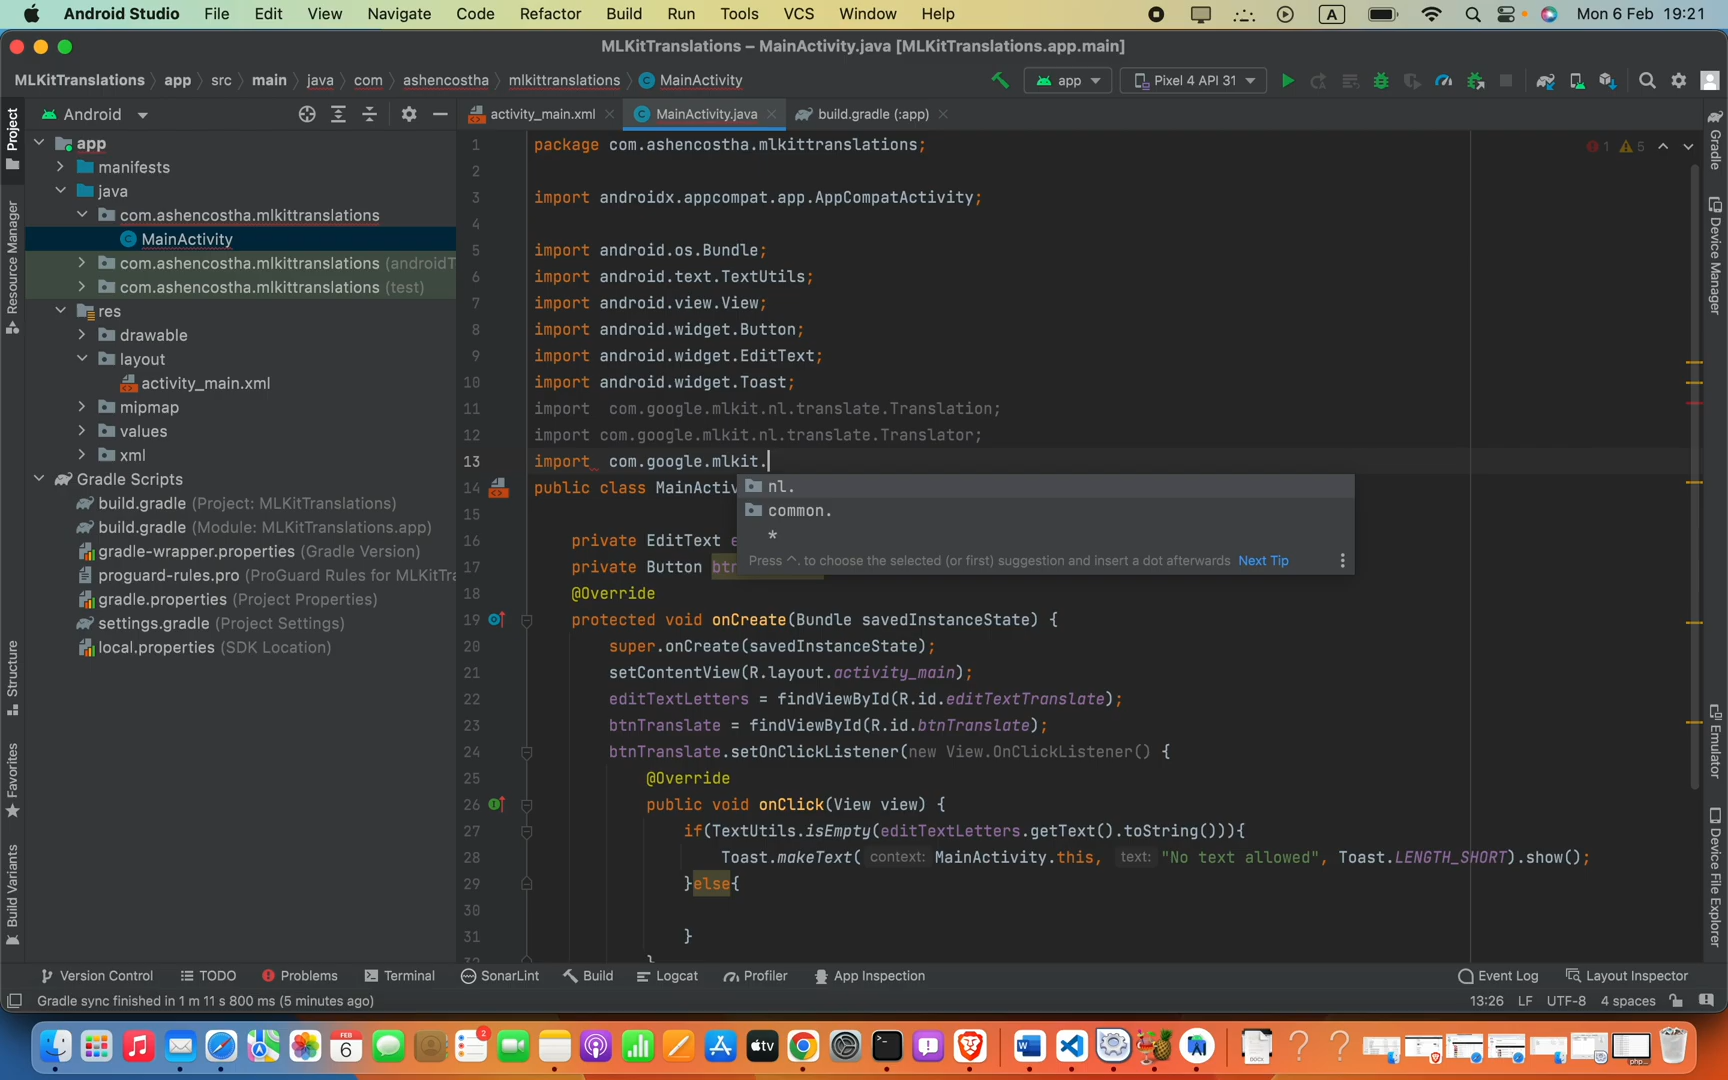 Android Studio File Edit View Navigate Code Refactor Build Run Tools VCS Window Help A Mon 6 Feb 19:21
MLKitTranslations – MainActivity.java [MLKitTranslations.app.main]
MLKitTranslations app src main java com ashencostha mlkittranslations MainActivity app Pixel 4 API 31
Android activity_main.xml MainActivity.java build.gradle (:app)
Project
Resource Manager
Structure
Favorites
Build Variants
app
manifests
java
com.ashencostha.mlkittranslations
MainActivity
com.ashencostha.mlkittranslations (androidT
com.ashencostha.mlkittranslations (test)
res
drawable
layout
activity_main.xml
mipmap
values
xml
Gradle Scripts
build.gradle (Project: MLKitTranslations)
build.gradle (Module: MLKitTranslations.app)
gradle-wrapper.properties (Gradle Version)
proguard-rules.pro (ProGuard Rules for MLKitTra
gradle.properties (Project Properties)
settings.gradle (Project Settings)
local.properties (SDK Location)
1 package com.ashencostha.mlkittranslations;
2
3 import androidx.appcompat.app.AppCompatActivity;
4
5 import android.os.Bundle;
6 import android.text.TextUtils;
7 import android.view.View;
8 import android.widget.Button;
9 import android.widget.EditText;
10 import android.widget.Toast;
11 import  com.google.mlkit.nl.translate.Translation;
12 import com.google.mlkit.nl.translate.Translator;
13 import  com.google.mlkit.
14 public class MainActiv
15
16 private EditText e
17 private Button btn
18 @Override
19 protected void onCreate(Bundle savedInstanceState) {
20 super.onCreate(savedInstanceState);
21 setContentView(R.layout.activity_main);
22 editTextLetters = findViewById(R.id.editTextTranslate);
23 btnTranslate = findViewById(R.id.btnTranslate);
24 btnTranslate.setOnClickListener(new View.OnClickListener() {
25 @Override
26 public void onClick(View view) {
27 if(TextUtils.isEmpty(editTextLetters.getText().toString())){
28 Toast.makeText( context: MainActivity.this, text: "No text allowed", Toast.LENGTH_SHORT).show();
29 }else{
30
31 }
32 }
nl.
common.
*
Press ^. to choose the selected (or first) suggestion and insert a dot afterwards Next Tip
1 5
Gradle
Device Manager
Emulator
Device File Explorer
Version Control TODO Problems Terminal SonarLint Build Logcat Profiler App Inspection Event Log Layout Inspector
Gradle sync finished in 1 m 11 s 800 ms (5 minutes ago) 13:26 LF UTF-8 4 spaces
FEB
6
2
tv
DOCX
php